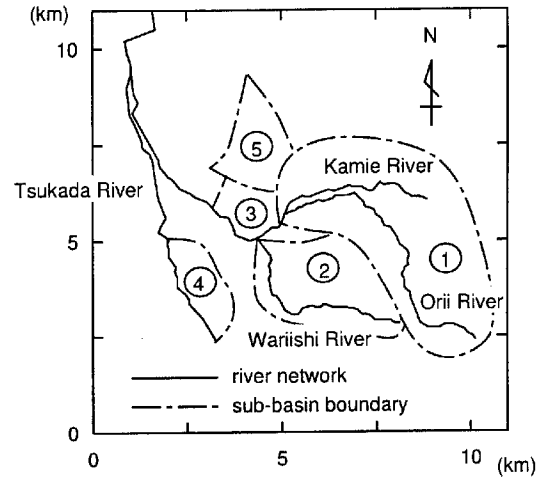 (km)
10
N
5
Kamie River
Tsukada River
3
5
2
1
4
Orii River
Wariishi River
river network
sub-basin boundary
0
0
5
10
(km)